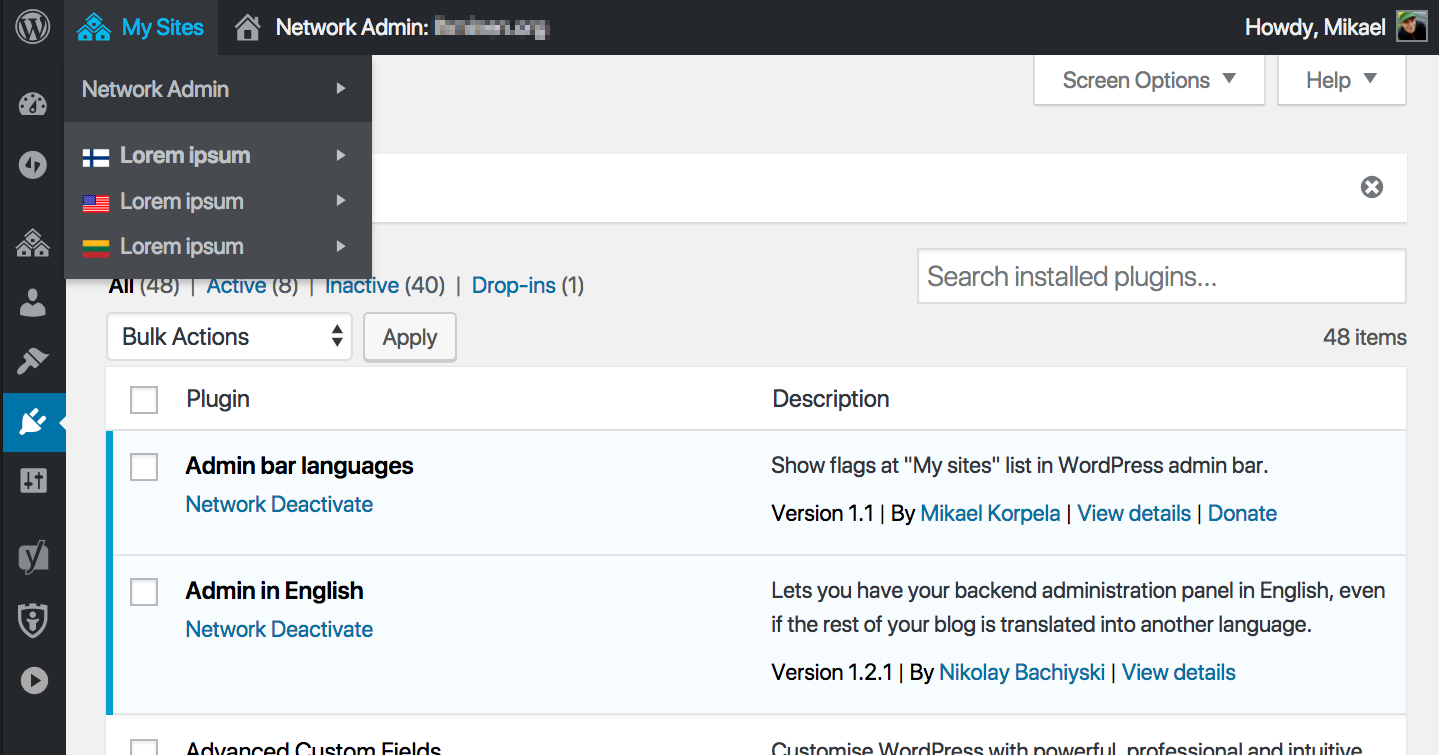 My Sites Network Admin: Howdy, Mikael
Network Admin
Screen Options Help
Lorem ipsum
Lorem ipsum
Lorem ipsum
All (48) | Active (8) | Inactive (40) | Drop-ins (1)
Search installed plugins...
Bulk Actions Apply
48 items
Plugin Description
Admin bar languages
Network Deactivate
Show flags at "My sites" list in WordPress admin bar.
Version 1.1 | By Mikael Korpela | View details | Donate
Admin in English
Network Deactivate
Lets you have your backend administration panel in English, even
if the rest of your blog is translated into another language.
Version 1.2.1 | By Nikolay Bachiyski | View details
Advanced Custom Fields
Customise WordPress with powerful, professional and intuitive